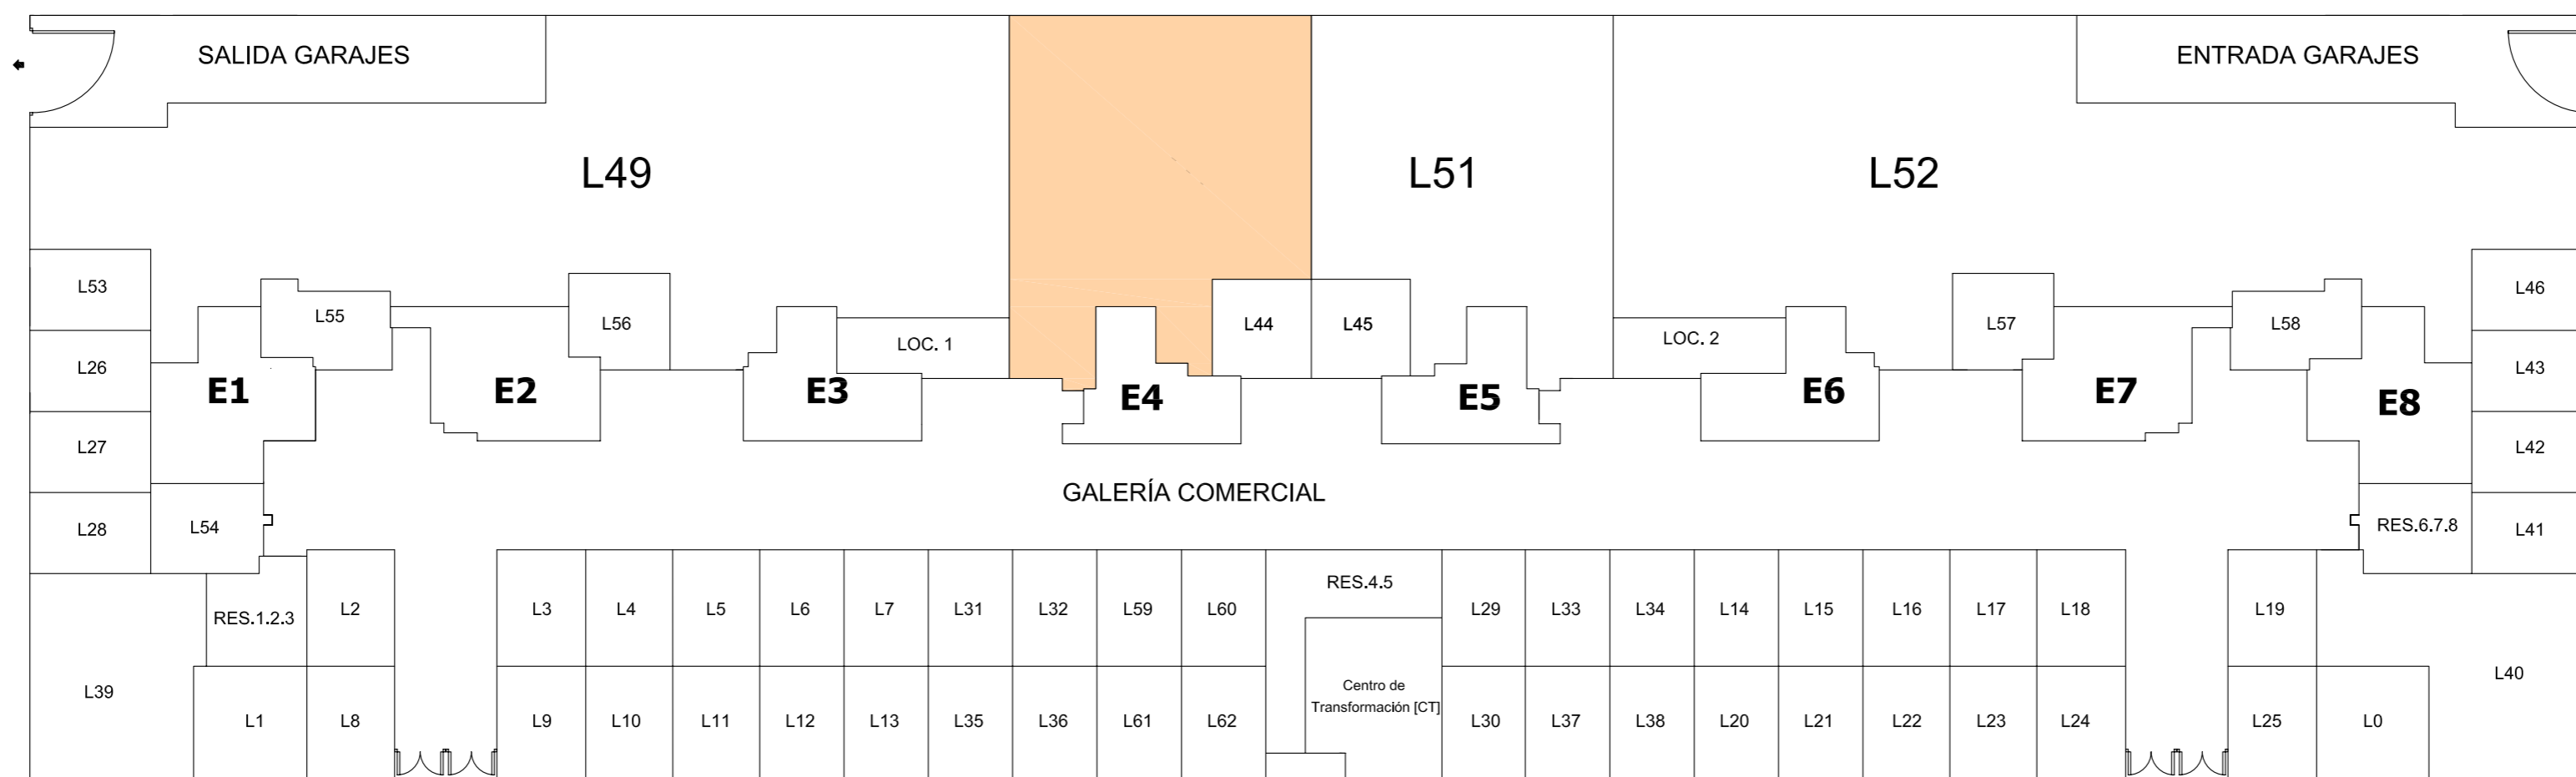 SALIDA GARAJES
ENTRADA GARAJES
L49
L51
L52
L53
L55
L56
LOC. 1
L44
L45
LOC. 2
L57
L58
L46
L26
L43
E1
E2
E3
E4
E5
E6
E7
E8
L27
L42
GALERÍA COMERCIAL
L28
L54
RES.6.7.8
L41
RES.1.2.3
L2
L3
L4
L5
L6
L7
L31
L32
L59
L60
RES.4.5
L29
L33
L34
L14
L15
L16
L17
L18
L19
L39
L40
L1
L8
L9
L10
L11
L12
L13
L35
L36
L61
L62
Centro de
Transformación [CT]
L30
L37
L38
L20
L21
L22
L23
L24
L25
L0